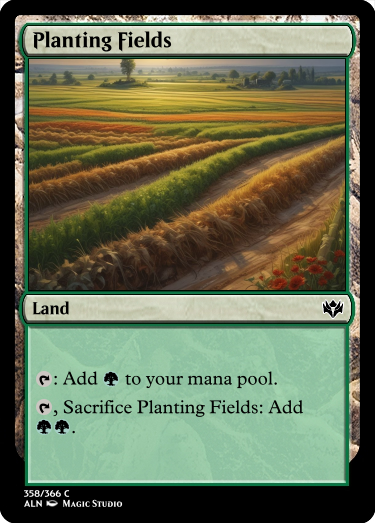 Planting Fields
Land
: Add to your mana pool.
, Sacrifice Planting Fields: Add
.
358/366 C
ALN Magic Studio